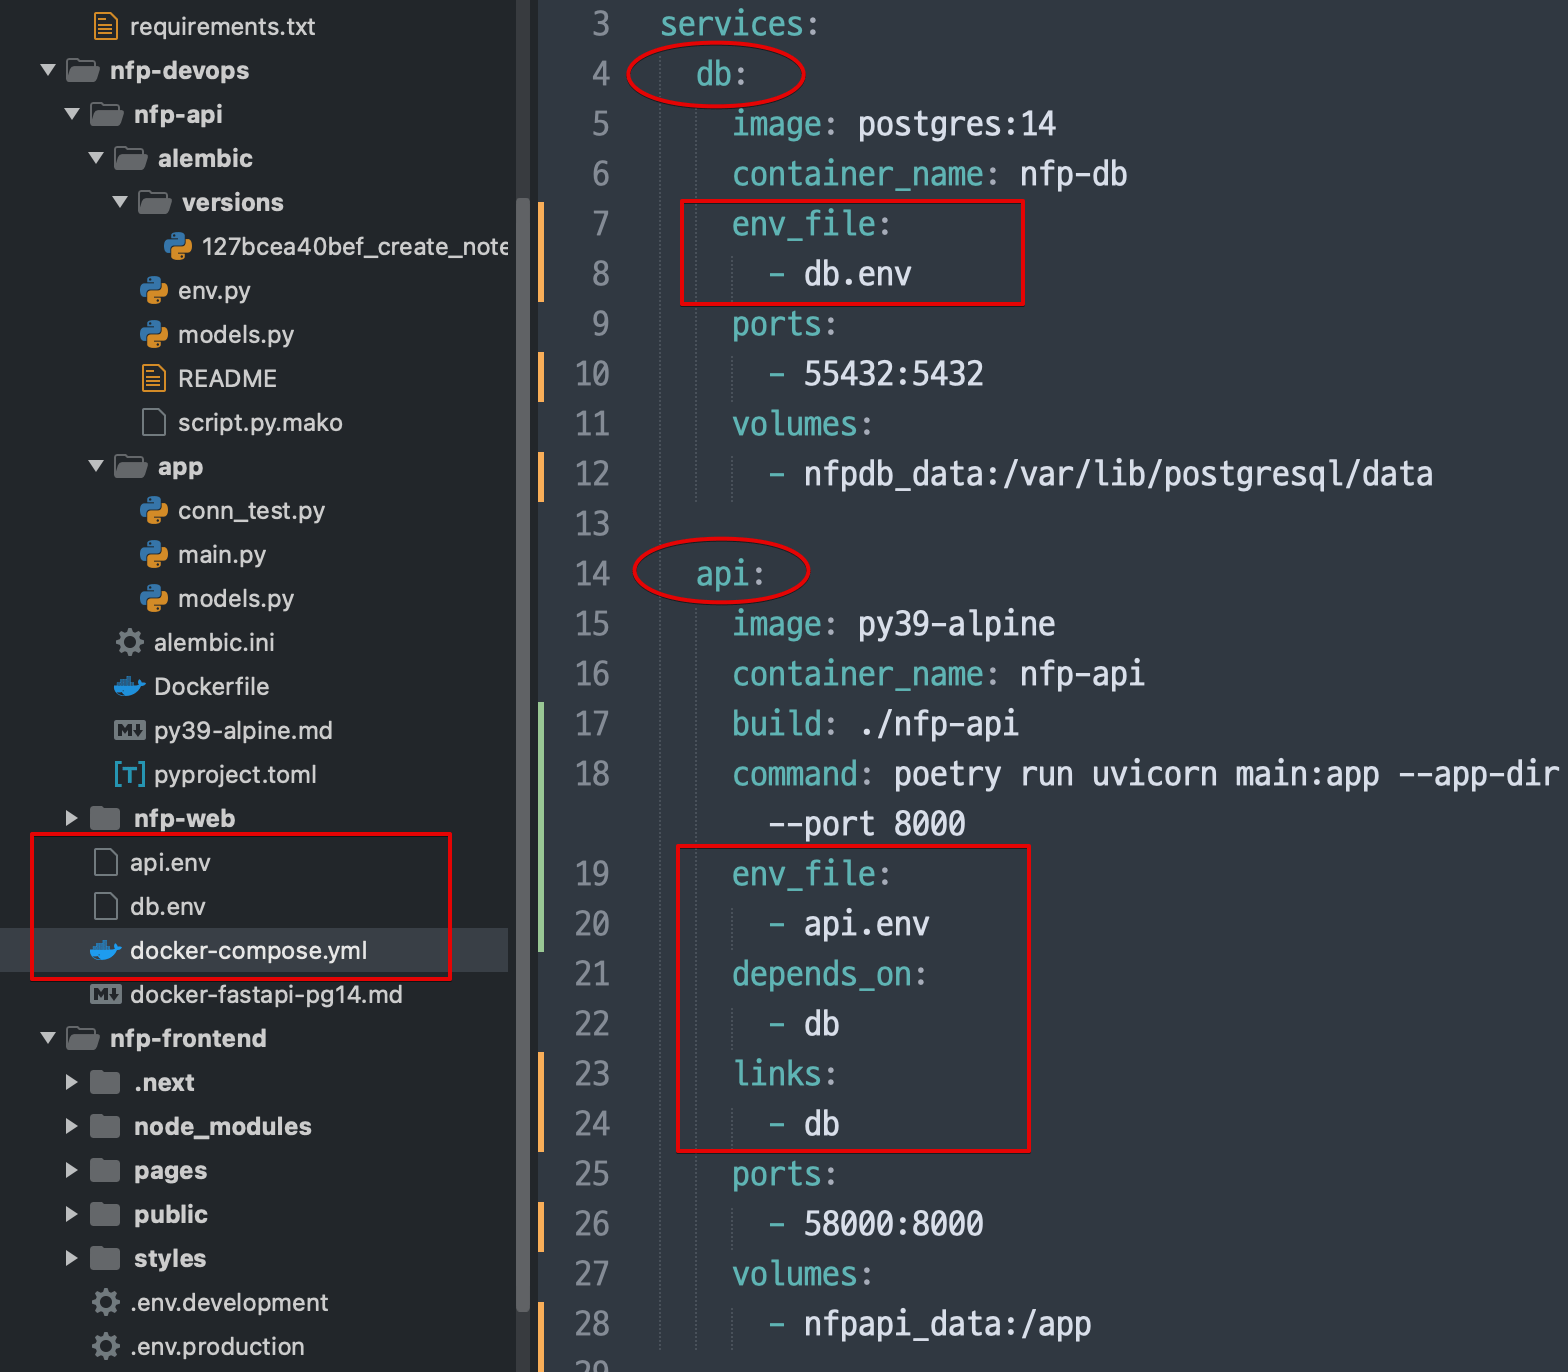 requirements.txt
nfp-devops
nfp-api
alembic
versions
127bcea40bef_create_note
env.py
models.py
README
script.py.mako
app
conn_test.py
main.py
models.py
alembic.ini
Dockerfile
M↓ py39-alpine.md
[T] pyproject.toml
nfp-web
api.env
db.env
docker-compose.yml
M↓ docker-fastapi-pg14.md
nfp-frontend
.next
node_modules
pages
public
styles
.env.development
.env.production
3 services:
4 db:
5 image: postgres:14
6 container_name: nfp-db
7 env_file:
8 - db.env
9 ports:
10 - 55432:5432
11 volumes:
12 - nfpdb_data:/var/lib/postgresql/data
13
14 api:
15 image: py39-alpine
16 container_name: nfp-api
17 build: ./nfp-api
18 command: poetry run uvicorn main:app --app-dir
--port 8000
19 env_file:
20 - api.env
21 depends_on:
22 - db
23 links:
24 - db
25 ports:
26 - 58000:8000
27 volumes:
28 - nfpapi_data:/app
29